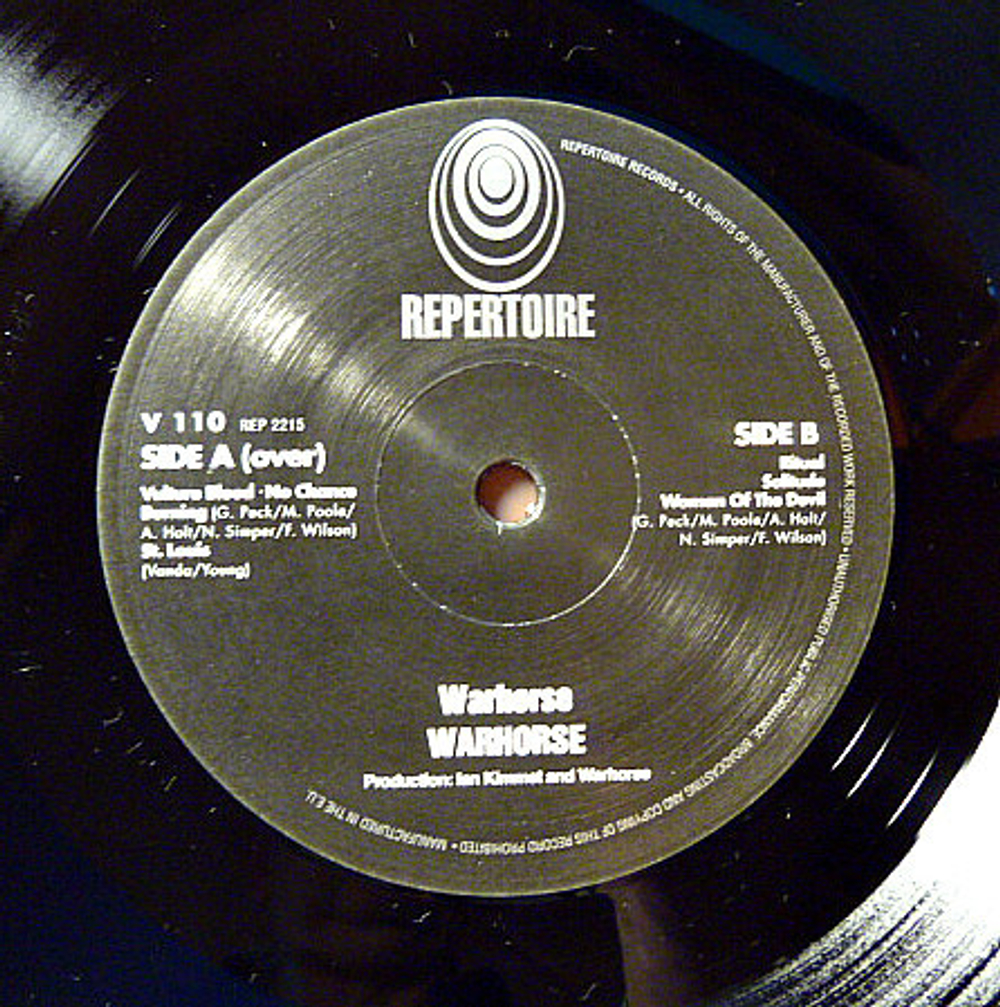 REPERTOIRE
REPERTOIRE RECORDS • ALL RIGHTS OF THE MANUFACTURER AND OF THE RECORDED WORK RESERVED • UNAUTHORISED PUBLIC PERFORMANCE, BROADCASTING AND COPYING OF THIS RECORD PROHIBITED • MANUFACTURED IN THE E.U.
V 110 REP 2215
SIDE A (over)
Vulture Blood · No Chance
Burning (G. Peck/M. Poole/
A. Holt/N. Simper/F. Wilson)
St. Louis
(Vanda/Young)
SIDE B
Ritual
Solitude
Woman Of The Devil
(G. Peck/M. Poole/A. Holt/
N. Simper/F. Wilson)
Warhorse
WARHORSE
Production: Ian Kimmet and Warhorse